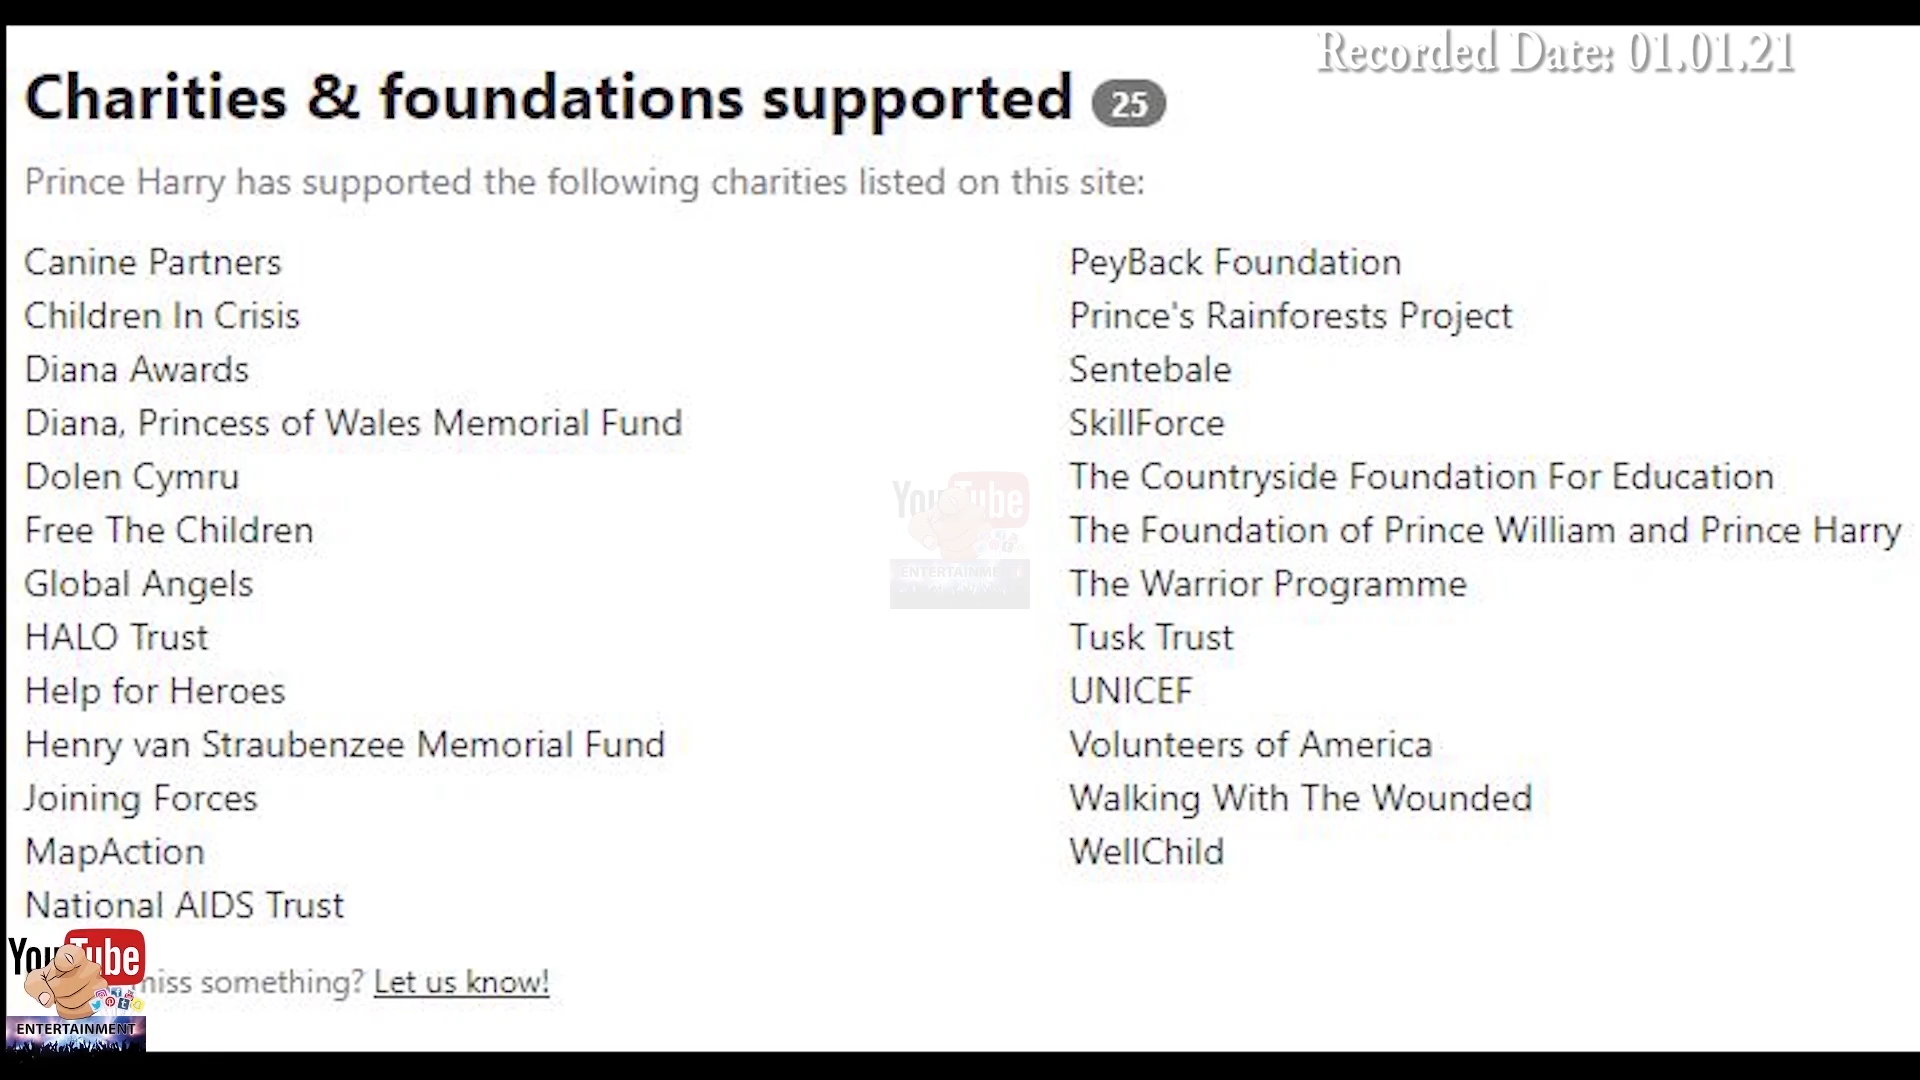 Recorded Date: 01.01.21
Charities & foundations supported 25
Prince Harry has supported the following charities listed on this site:
Canine Partners
Children In Crisis
Diana Awards
Diana, Princess of Wales Memorial Fund
Dolen Cymru
Free The Children
Global Angels
HALO Trust
Help for Heroes
Henry van Straubenzee Memorial Fund
Joining Forces
MapAction
National AIDS Trust
PeyBack Foundation
Prince's Rainforests Project
Sentebale
SkillForce
The Countryside Foundation For Education
The Foundation of Prince William and Prince Harry
The Warrior Programme
Tusk Trust
UNICEF
Volunteers of America
Walking With The Wounded
WellChild
YouTube
ENTERTAINMENT
something? Let us know!
YouTube
ENTERTAINMENT